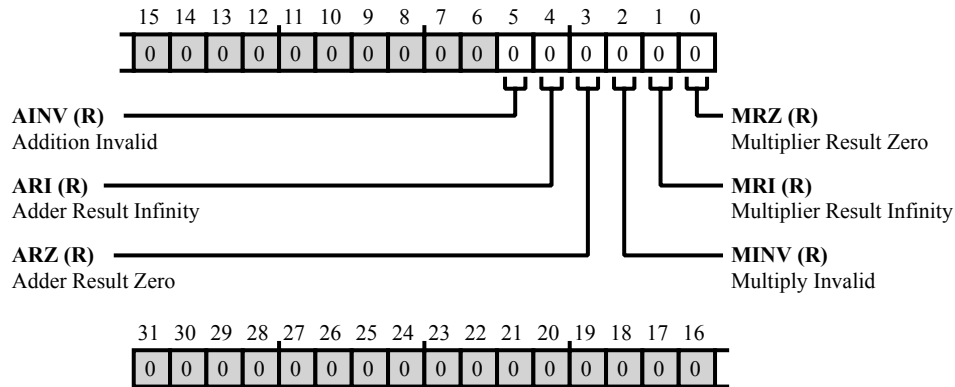 15 14 13 12 11 10 9 8 7 6 5 4 3 2 1 0
0 0 0 0 0 0 0 0 0 0 0 0 0 0 0 0
AINV (R)
Addition Invalid
ARI (R)
Adder Result Infinity
ARZ (R)
Adder Result Zero
MRZ (R)
Multiplier Result Zero
MRI (R)
Multiplier Result Infinity
MINV (R)
Multiply Invalid
31 30 29 28 27 26 25 24 23 22 21 20 19 18 17 16
0 0 0 0 0 0 0 0 0 0 0 0 0 0 0 0